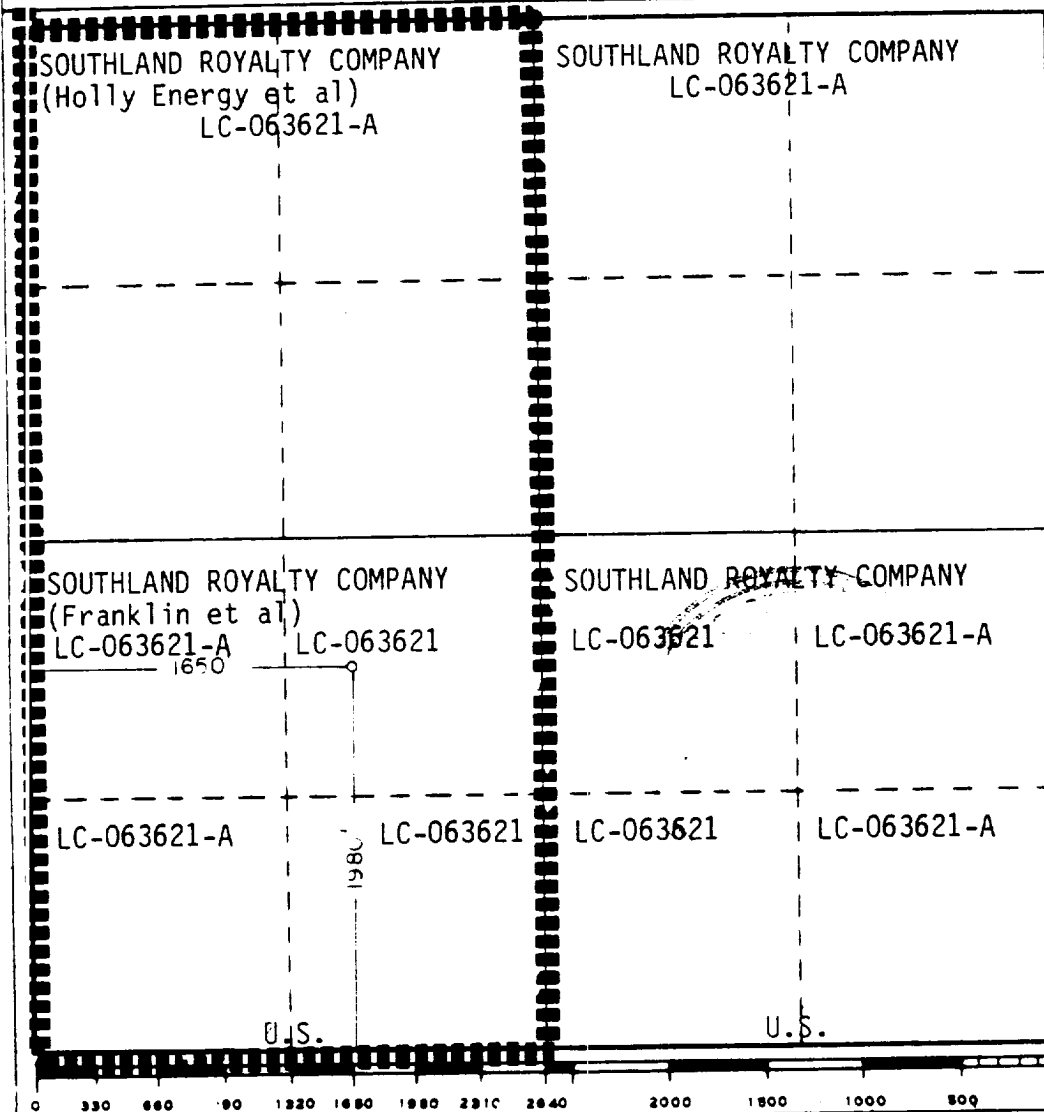 SOUTHLAND ROYALTY COMPANY
(Holly Energy et al)
LC-063621-A
SOUTHLAND ROYALTY COMPANY
LC-063621-A
SOUTHLAND ROYALTY COMPANY
(Franklin et al)
LC-063621-A LC-063621
1650
LC-063621-A LC-063621
1980
U.S.
SOUTHLAND ROYALTY COMPANY
LC-063621 LC-063621-A
LC-063621 LC-063621-A
U.S.
0 330 660 90 1320 1650 1980 2310 2640 2000 1500 1000 500